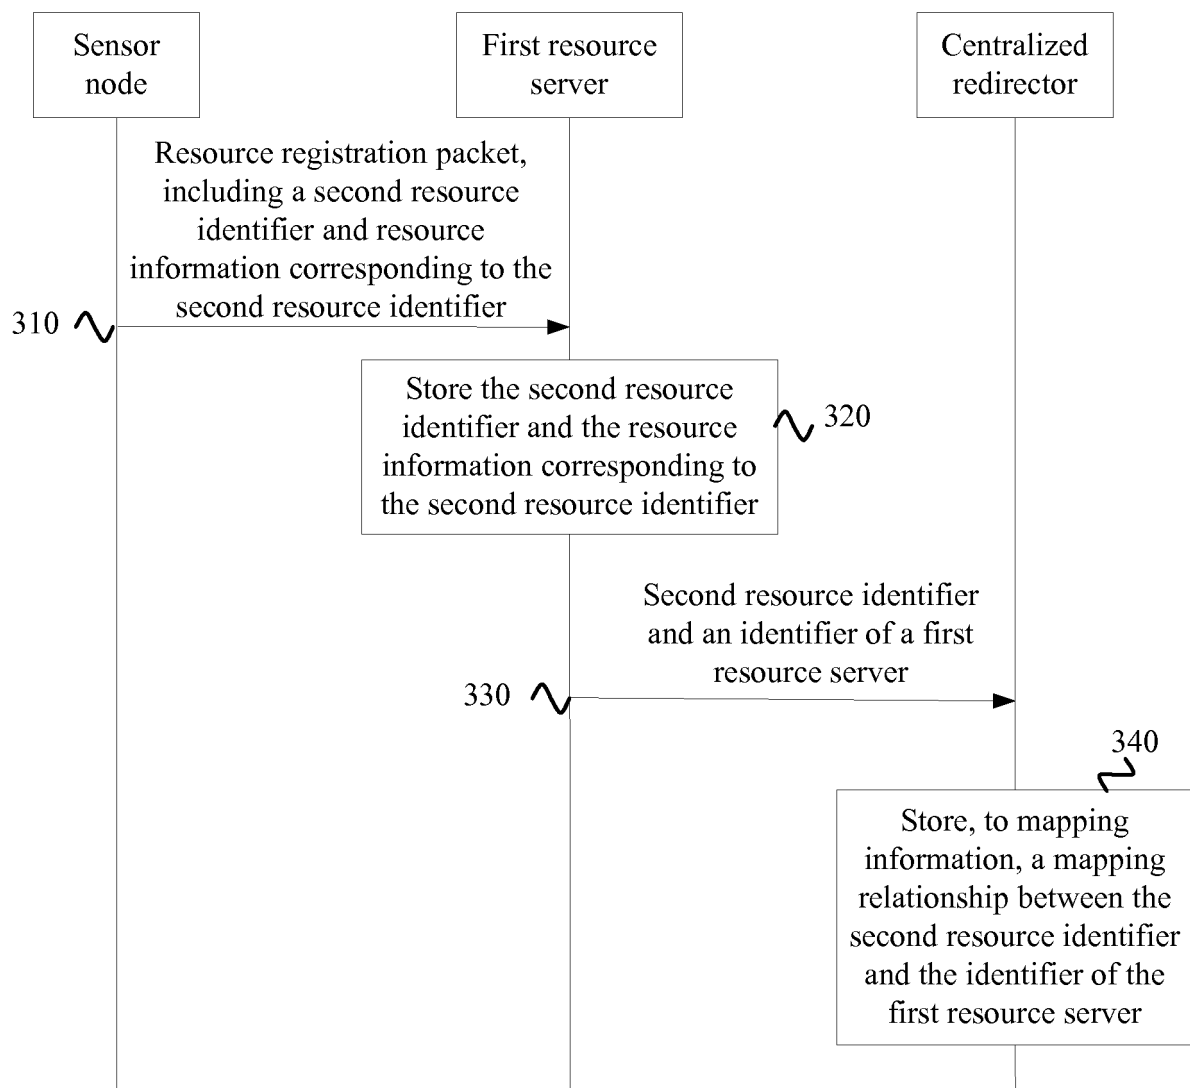 Sensor
node
First resource
server
Centralized
redirector
Resource registration packet,
including a second resource
identifier and resource
information corresponding to the
second resource identifier
310
Store the second resource
identifier and the resource
information corresponding to
the second resource identifier
320
Second resource identifier
and an identifier of a first
resource server
330
340
Store, to mapping
information, a mapping
relationship between the
second resource identifier
and the identifier of the
first resource server